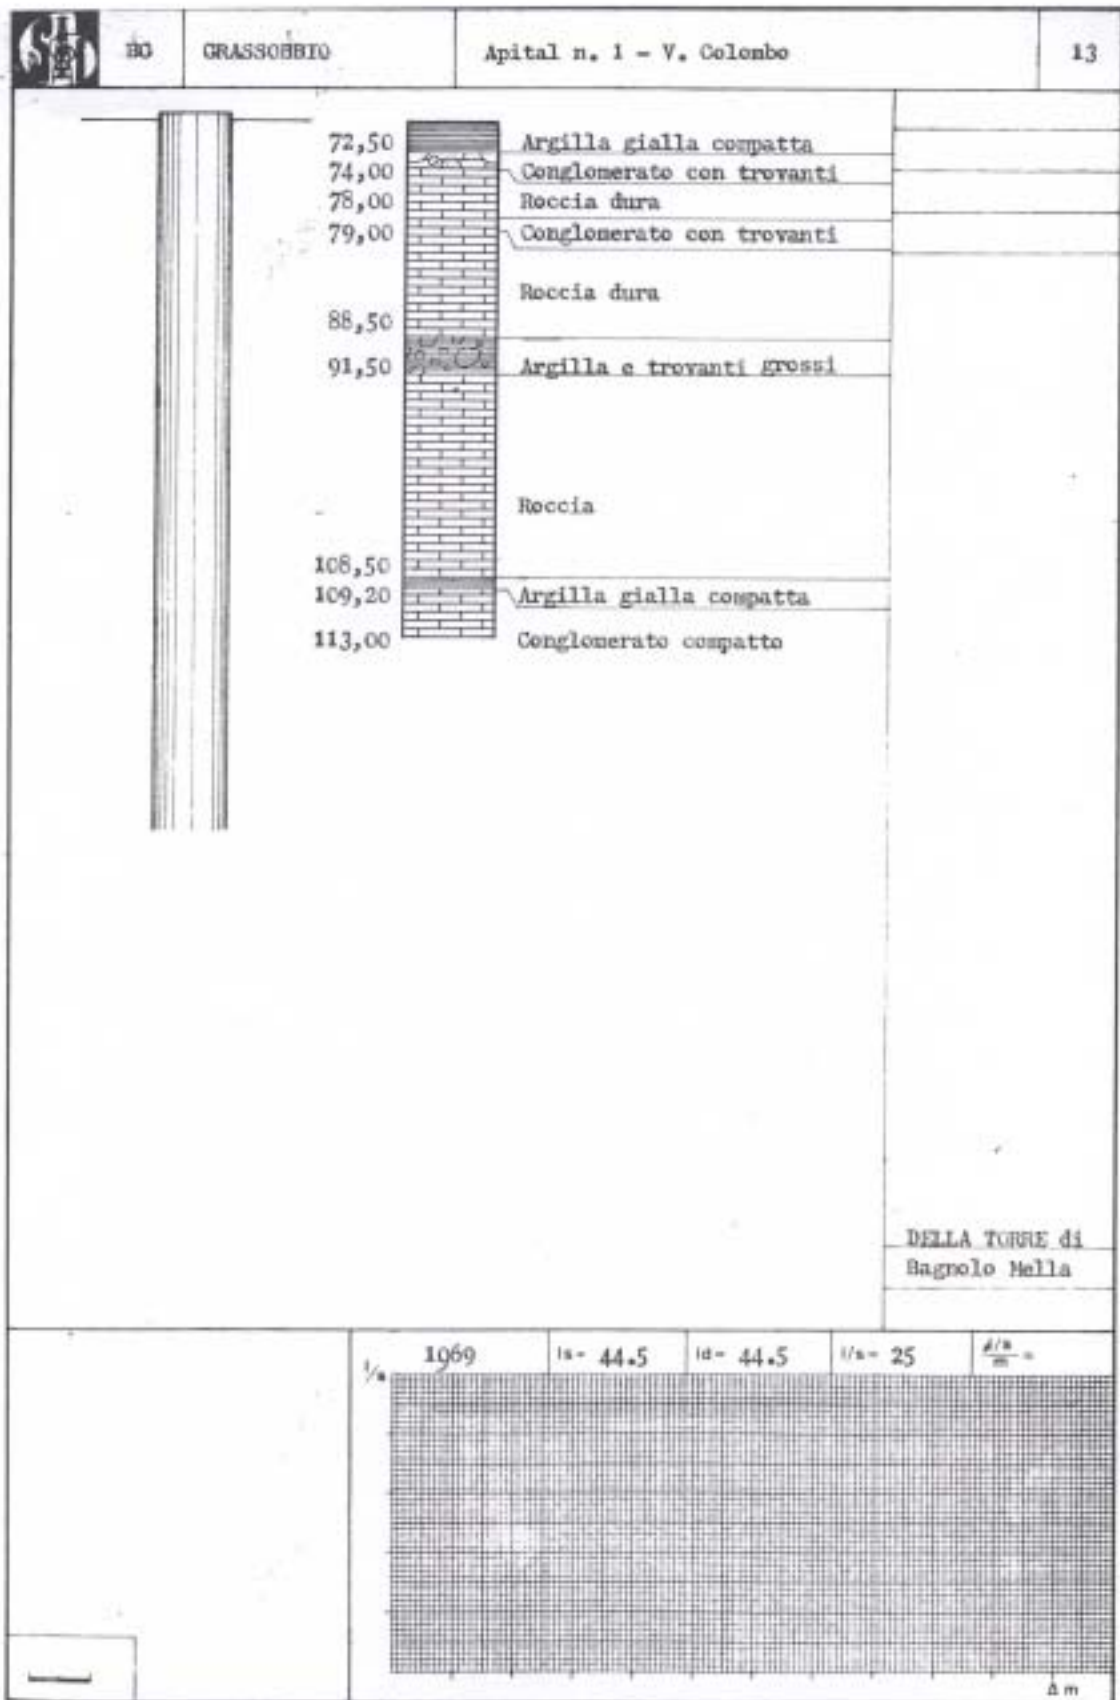 BG GRASSOBBIO Apital n. 1 - V. Colombo 13
72,50 Argilla gialla compatta
74,00 Conglomerato con trovanti
78,00 Roccia dura
79,00 Conglomerato con trovanti
Roccia dura
88,50
91,50 Argilla e trovanti grossi
Roccia
108,50
109,20 Argilla gialla compatta
113,00 Conglomerato compatto
DELLA TORRE di
Bagnolo Mella
1969 ls= 44.5 ld= 44.5 l/s= 25 l/s/m =
l/s
Δ m